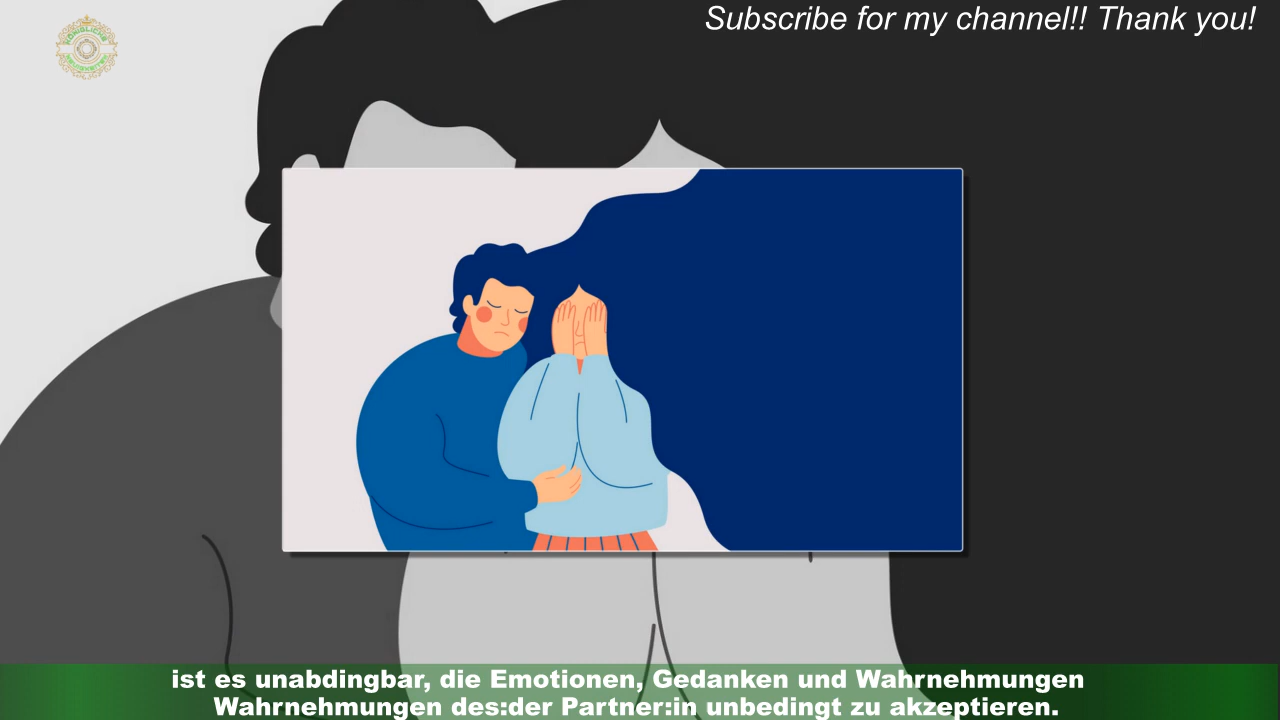 Subscribe for my channel!! Thank you!
KÖNIGLICHE
ist es unabdingbar, die Emotionen, Gedanken und Wahrnehmungen
Wahrnehmungen des:der Partner:in unbedingt zu akzeptieren.